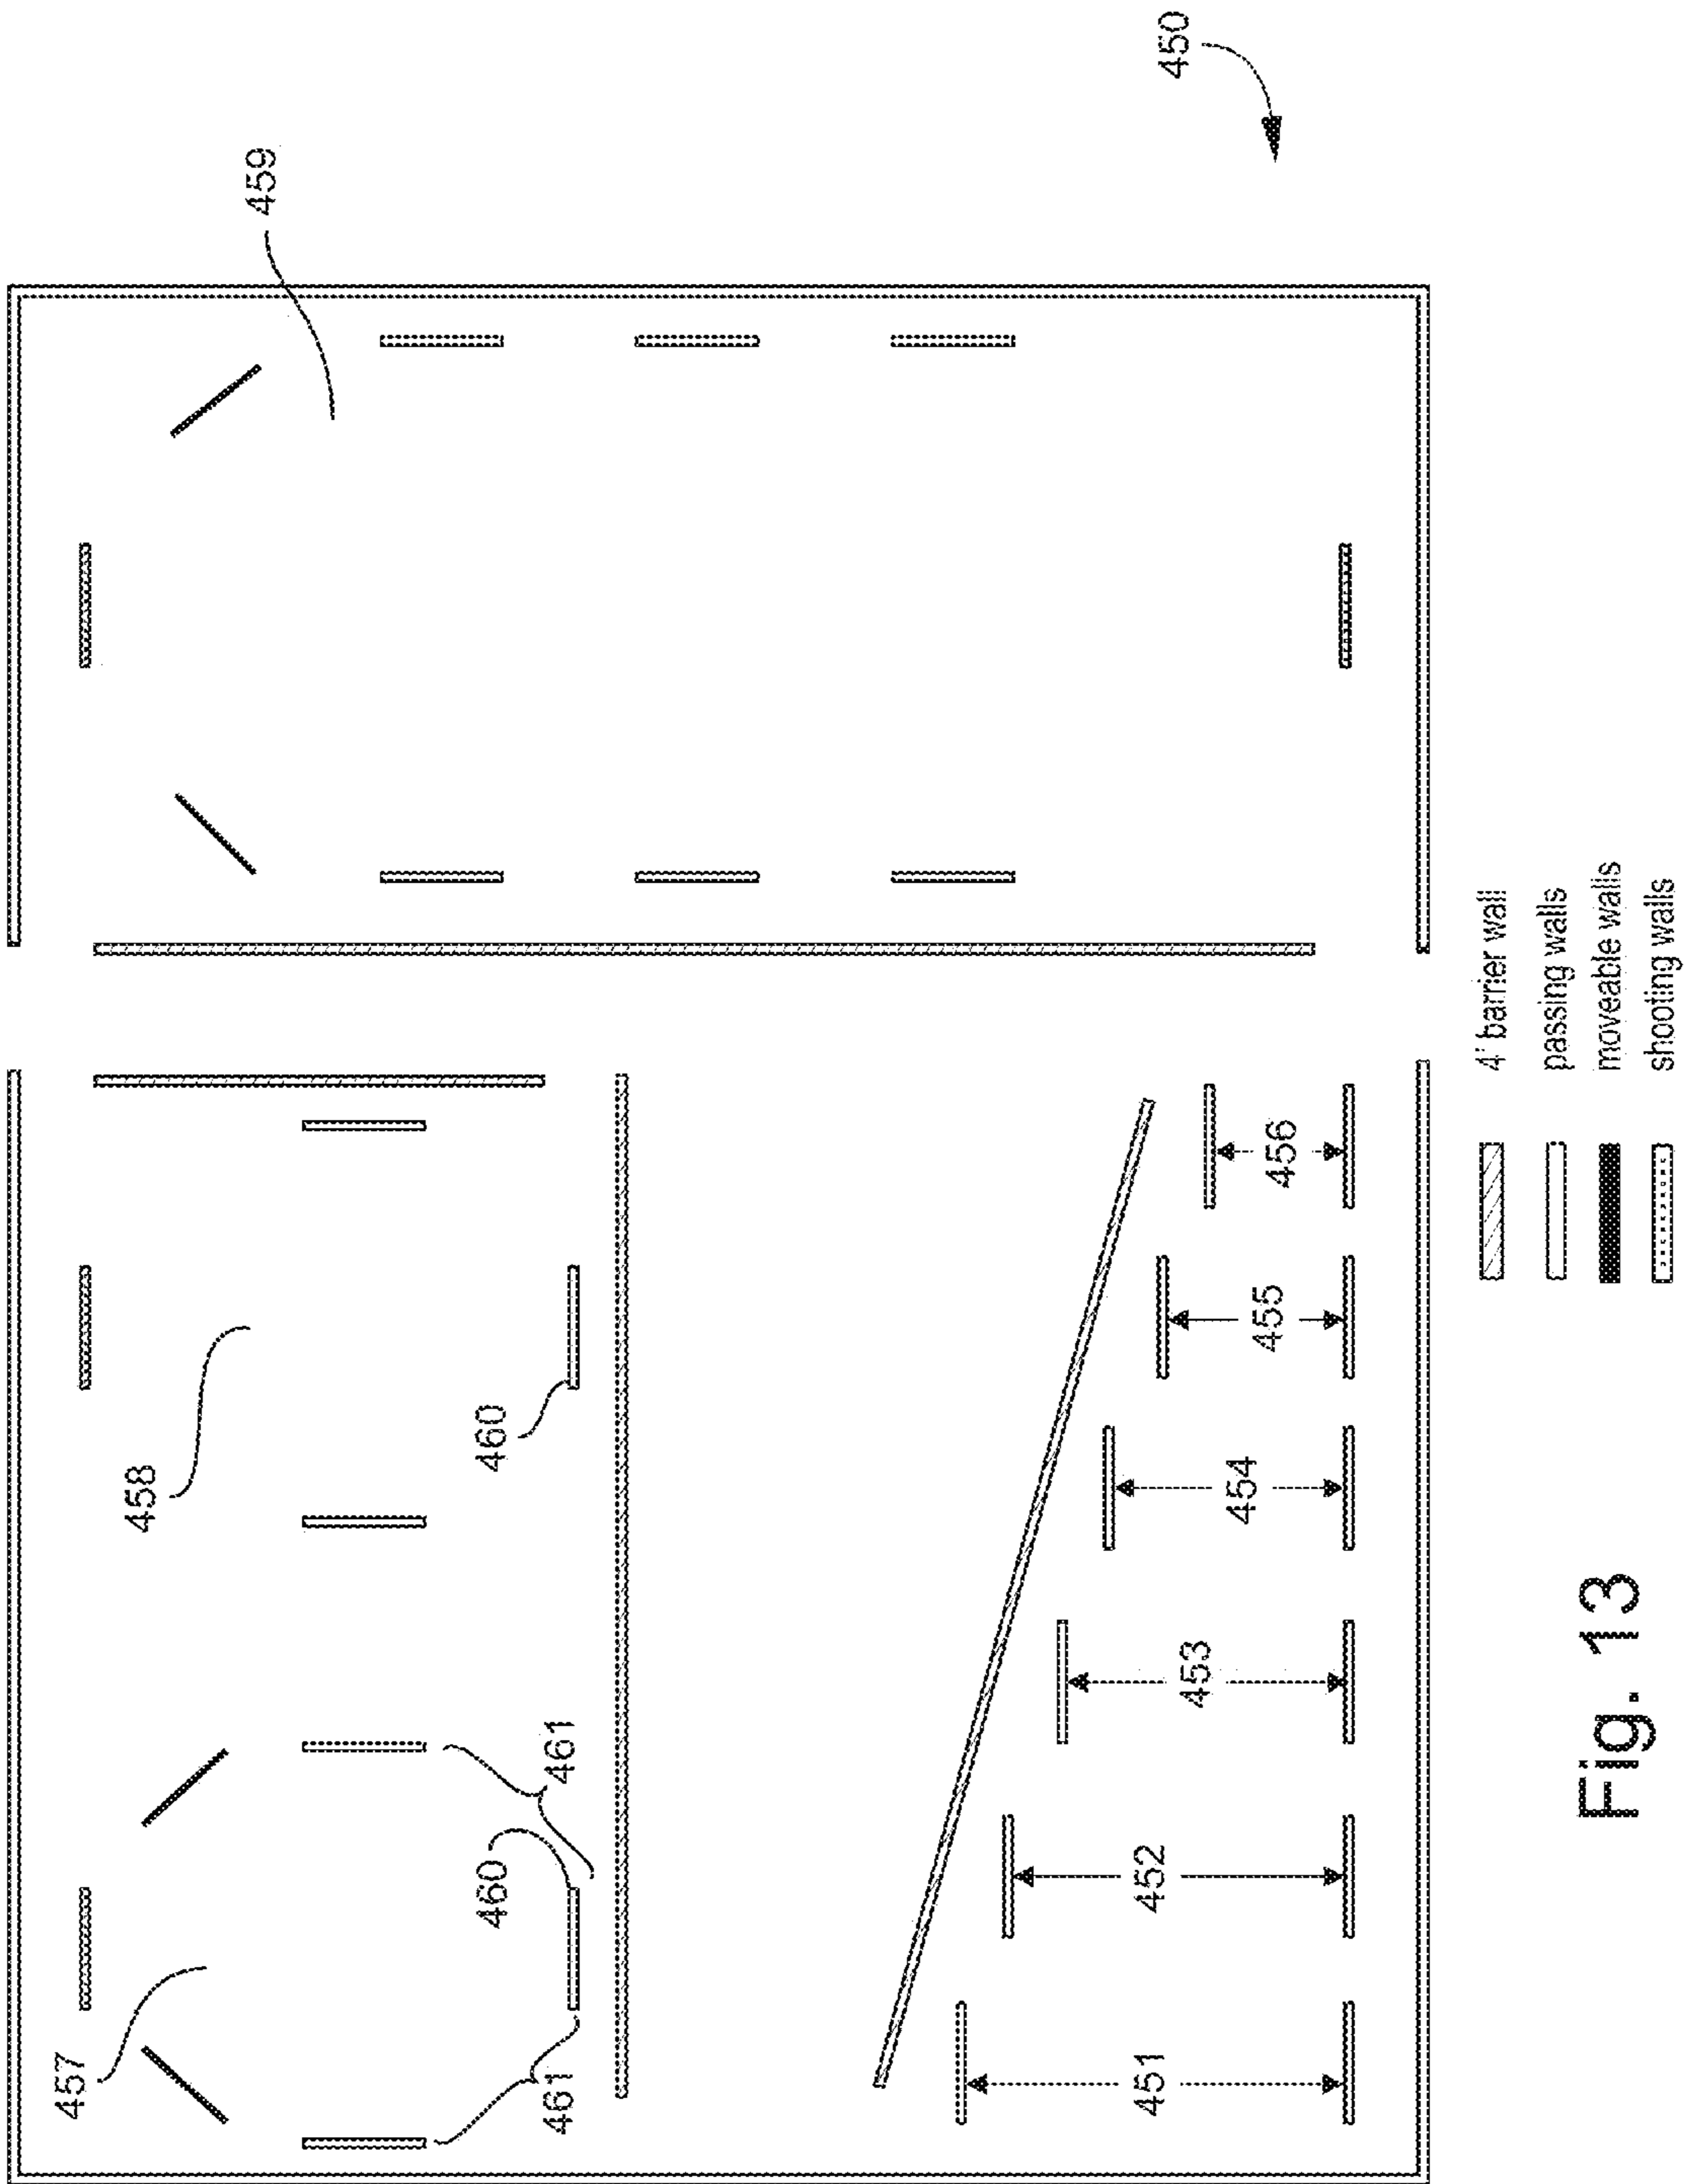 450
459
458
460
457
460
461
461
451
452
453
454
455
456
4' barrier wall
passing walls
moveable walls
shooting walls
Fig. 13